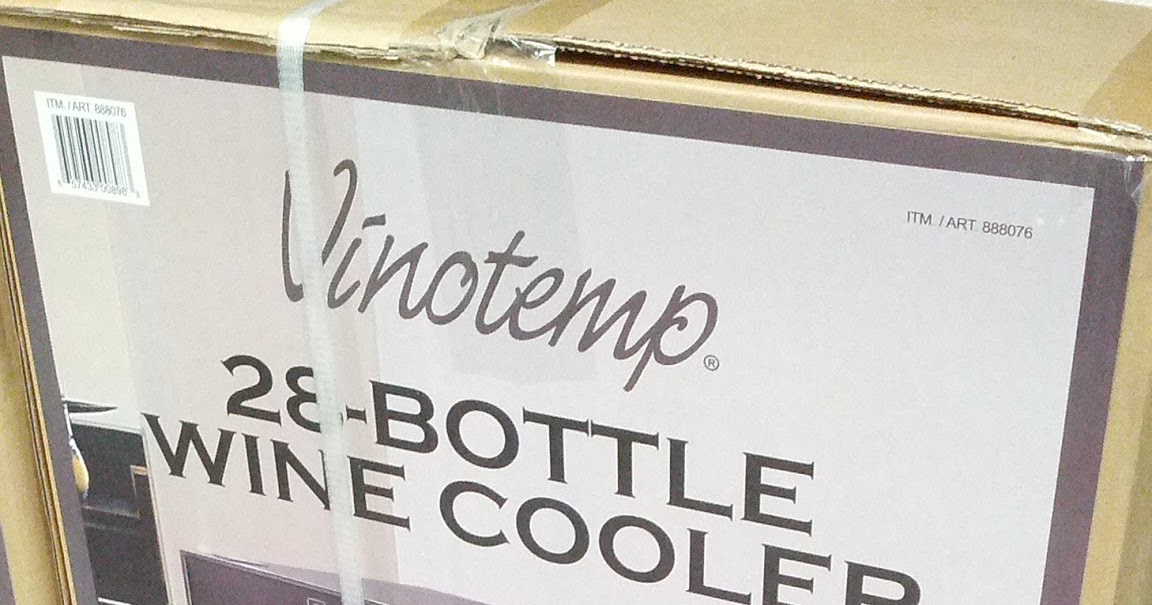 ITM. / ART. 888076
ITM. / ART. 888076
Vinotemp®
28-BOTTLE
WINE COOLER